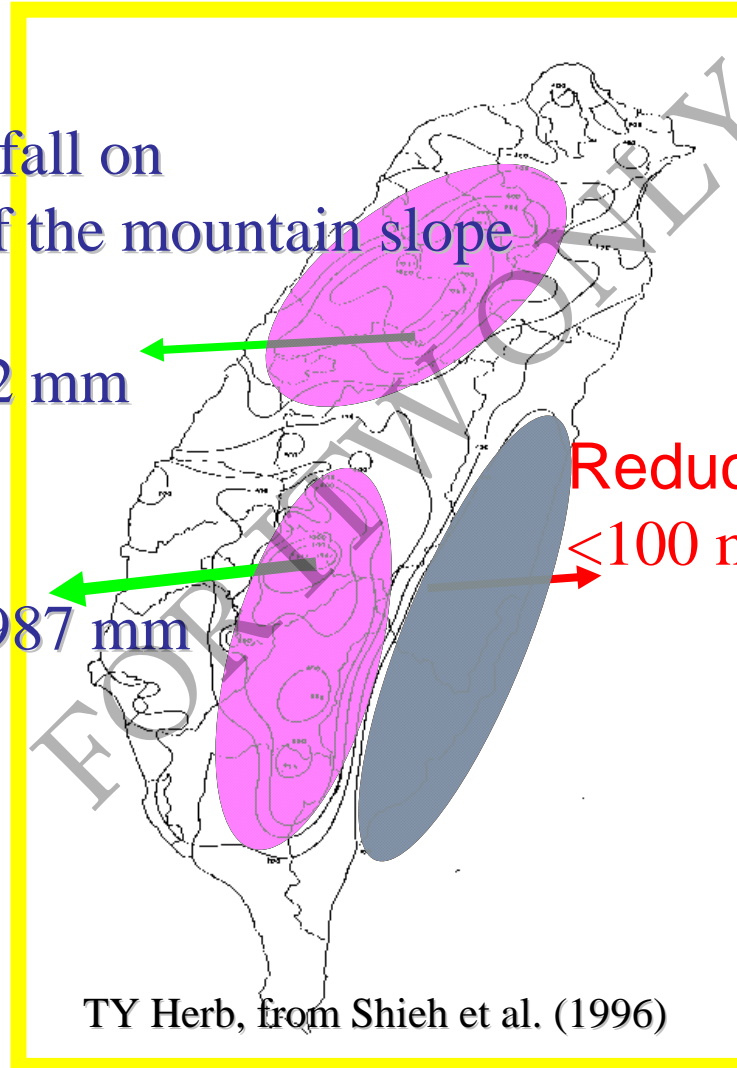 fall on
f the mountain slope
2 mm
Reduc
<100 m
987 mm
FOR ITW ONLY
TY Herb, from Shieh et al. (1996)